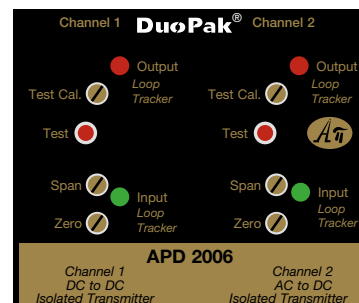 Channel 1 DuoPak® Channel 2
Output Output
Test Cal. Loop Tracker Test Cal. Loop Tracker
Test Test
Span Span
Input Input
Zero Loop Tracker Zero Loop Tracker
APD 2006
Channel 1 Channel 2
DC to DC AC to DC
Isolated Transmitter Isolated Transmitter